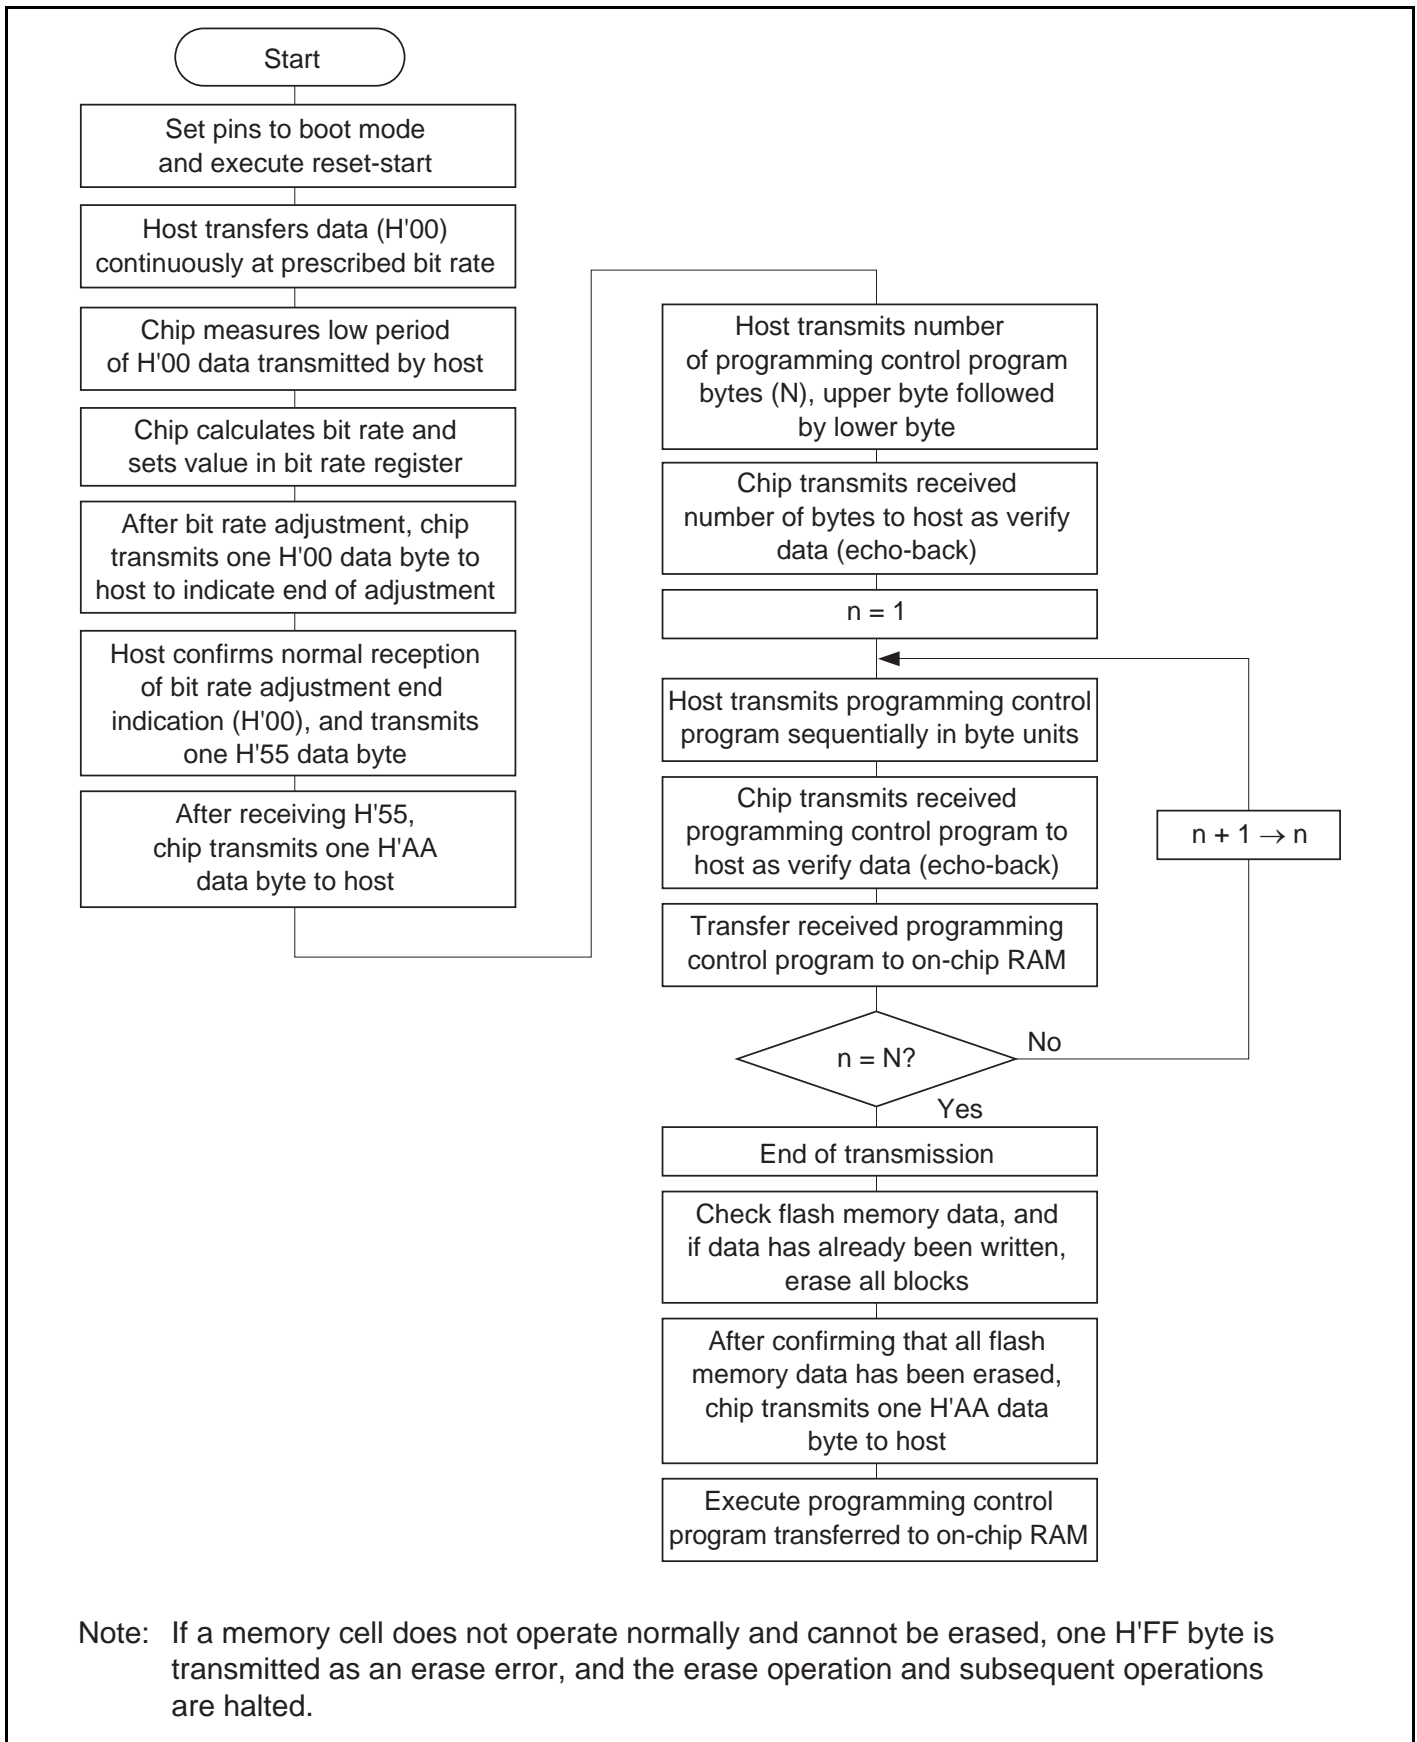 Start
Set pins to boot mode
and execute reset-start
Host transfers data (H'00)
continuously at prescribed bit rate
Chip measures low period
of H'00 data transmitted by host
Chip calculates bit rate and
sets value in bit rate register
After bit rate adjustment, chip
transmits one H'00 data byte to
host to indicate end of adjustment
Host confirms normal reception
of bit rate adjustment end
indication (H'00), and transmits
one H'55 data byte
After receiving H'55,
chip transmits one H'AA
data byte to host
Host transmits number
of programming control program
bytes (N), upper byte followed
by lower byte
Chip transmits received
number of bytes to host as verify
data (echo-back)
n = 1
Host transmits programming control
program sequentially in byte units
Chip transmits received
programming control program to
host as verify data (echo-back)
n + 1 → n
Transfer received programming
control program to on-chip RAM
n = N?
No
Yes
End of transmission
Check flash memory data, and
if data has already been written,
erase all blocks
After confirming that all flash
memory data has been erased,
chip transmits one H'AA data
byte to host
Execute programming control
program transferred to on-chip RAM
Note: If a memory cell does not operate normally and cannot be erased, one H'FF byte is
transmitted as an erase error, and the erase operation and subsequent operations
are halted.